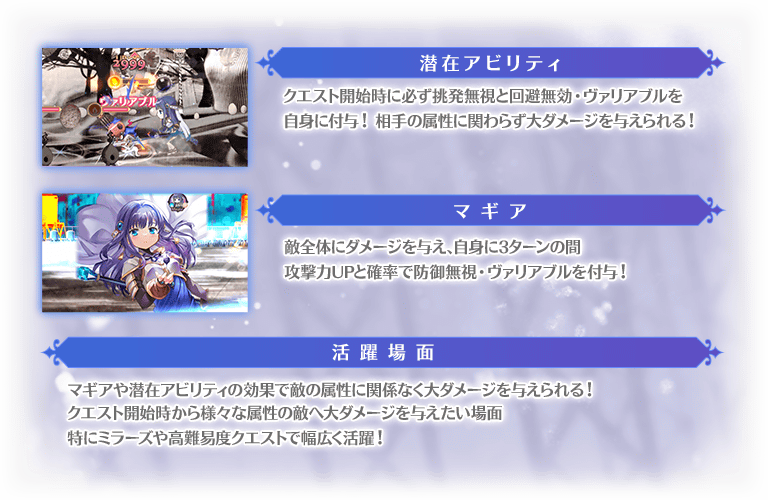 2999
ヴァリアブル
潜在アビリティ
クエスト開始時に必ず挑発無視と回避無効・ヴァリアブルを
自身に付与！ 相手の属性に関わらず大ダメージを与えられる！
マギア
敵全体にダメージを与え、自身に3ターンの間
攻撃力UPと確率で防御無視・ヴァリアブルを付与！
活躍場面
マギアや潜在アビリティの効果で敵の属性に関係なく大ダメージを与えられる！
クエスト開始時から様々な属性の敵へ大ダメージを与えたい場面
特にミラーズや高難易度クエストで幅広く活躍！